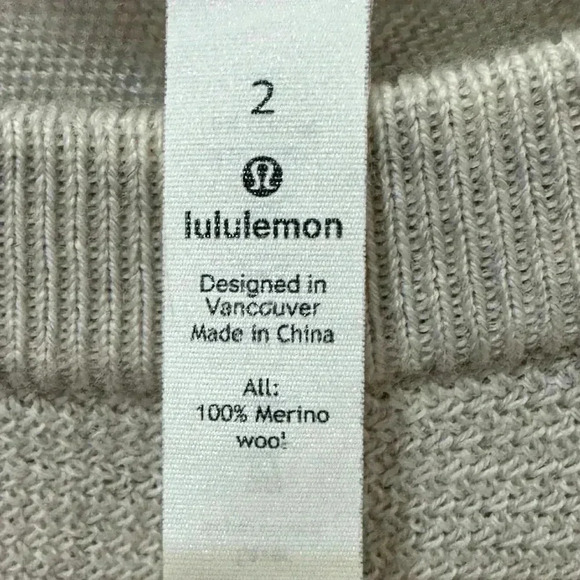 2
lululemon
Designed in
Vancouver
Made in China
All:
100% Merino
wool